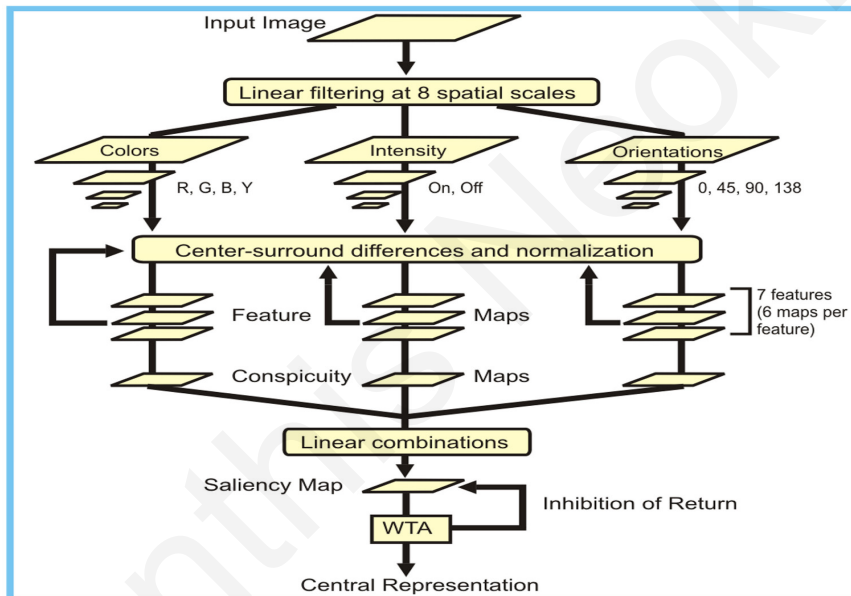 Input Image
Linear filtering at 8 spatial scales
Colors
Intensity
Orientations
R, G, B, Y
On, Off
0, 45, 90, 138
Center-surround differences and normalization
Feature Maps
7 features
(6 maps per
feature)
Conspicuity Maps
Linear combinations
Saliency Map
Inhibition of Return
WTA
Central Representation